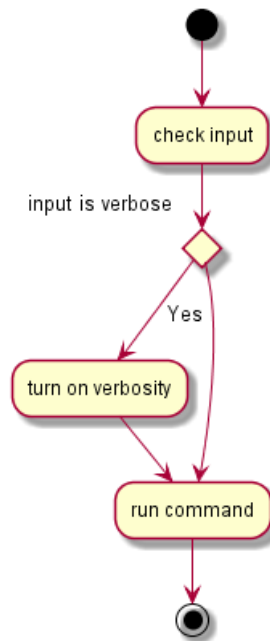 check input
input is verbose
Yes
turn on verbosity
run command